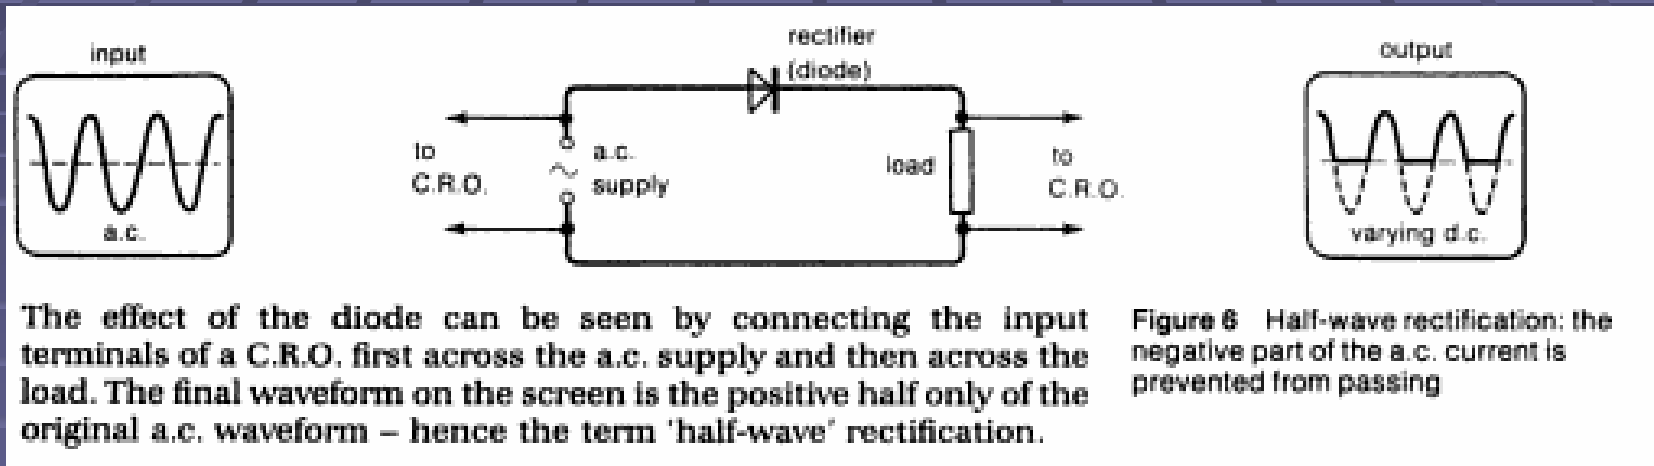 input
a.c.
to
C.R.O.
a.c.
supply
rectifier
(diode)
load
to
C.R.O.
output
varying d.c.
The effect of the diode can be seen by connecting the input
terminals of a C.R.O. first across the a.c. supply and then across the
load. The final waveform on the screen is the positive half only of the
original a.c. waveform – hence the term 'half-wave' rectification.
Figure 6 Half-wave rectification: the
negative part of the a.c. current is
prevented from passing